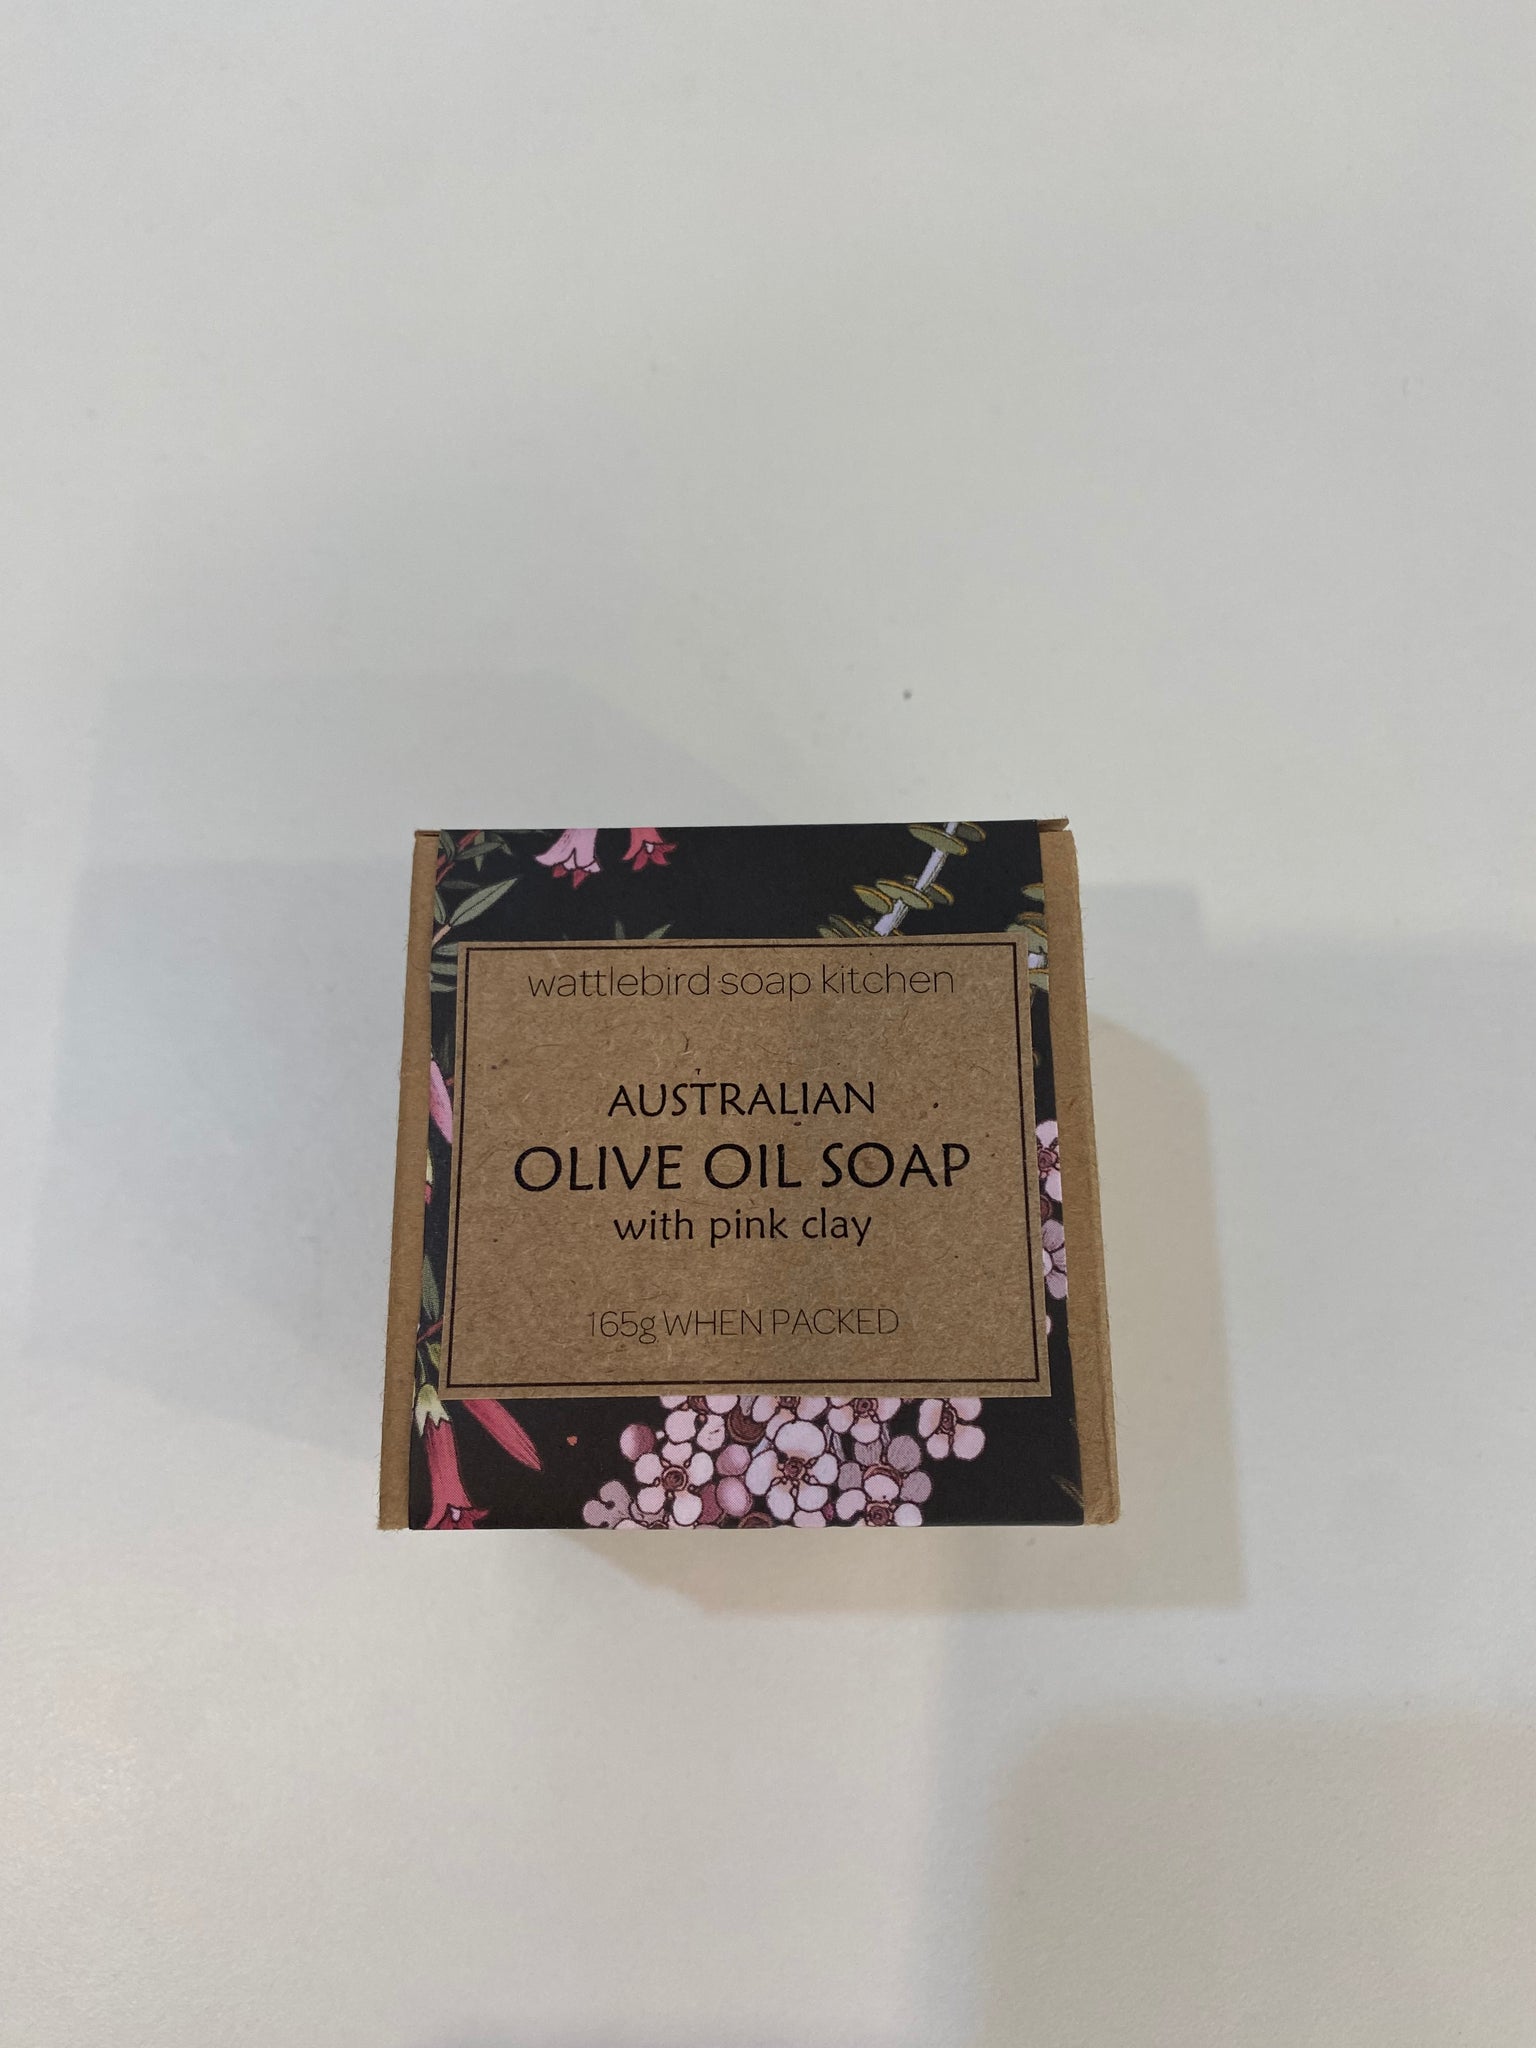 wattlebird soap kitchen
AUSTRALIAN
OLIVE OIL SOAP
with pink clay
165g WHEN PACKED